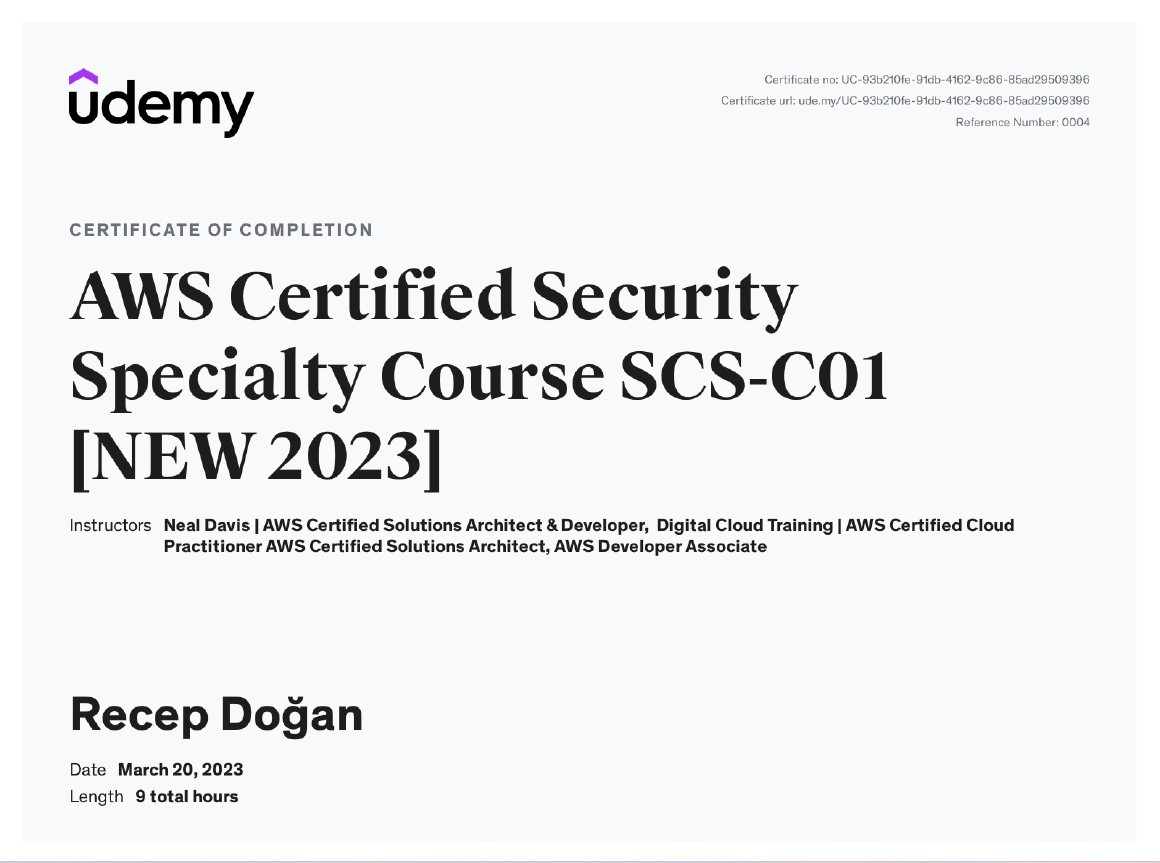 udemy
Certificate no: UC-93b210fe-91db-4162-9c86-85ad29509396
Certificate url: ude.my/UC-93b210fe-91db-4162-9c86-85ad29509396
Reference Number: 0004
CERTIFICATE OF COMPLETION
AWS Certified Security
Specialty Course SCS-C01
[NEW 2023]
Instructors Neal Davis | AWS Certified Solutions Architect & Developer, Digital Cloud Training | AWS Certified Cloud
Practitioner AWS Certified Solutions Architect, AWS Developer Associate
Recep Doğan
Date March 20, 2023
Length 9 total hours